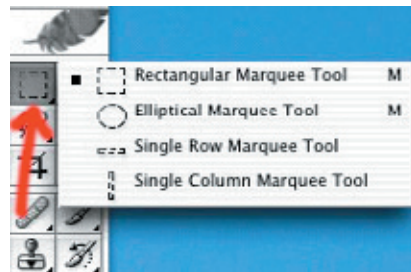 Rectangular Marquee Tool M
Elliptical Marquee Tool M
Single Row Marquee Tool
Single Column Marquee Tool